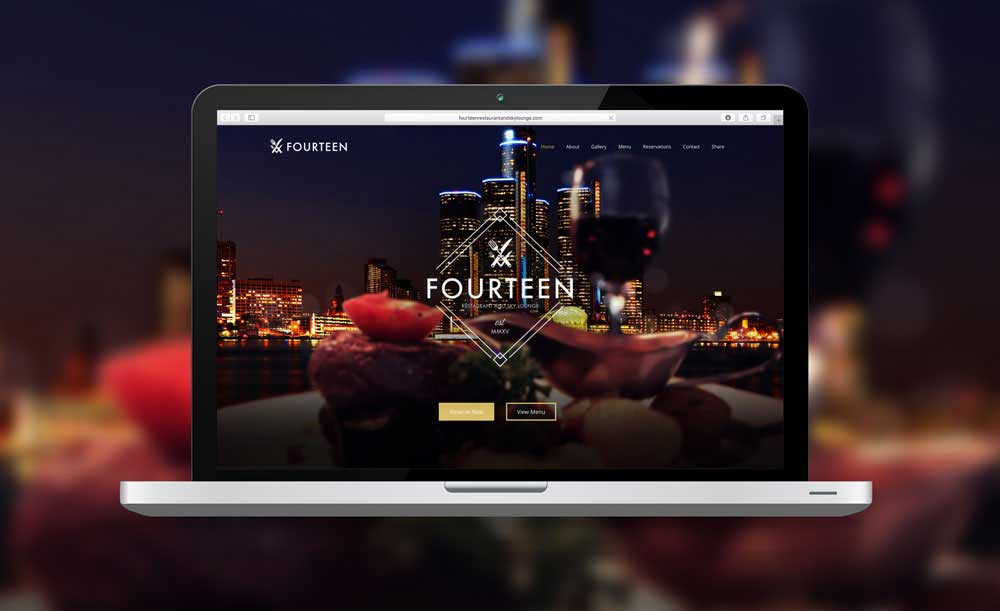 fourteenrestaurantandskylounge.com
FOURTEEN
Home About Gallery Menu Reservations Contact Share
FOURTEEN
RESTAURANT AND SKY LOUNGE
est
MMXV
Reserve Now View Menu